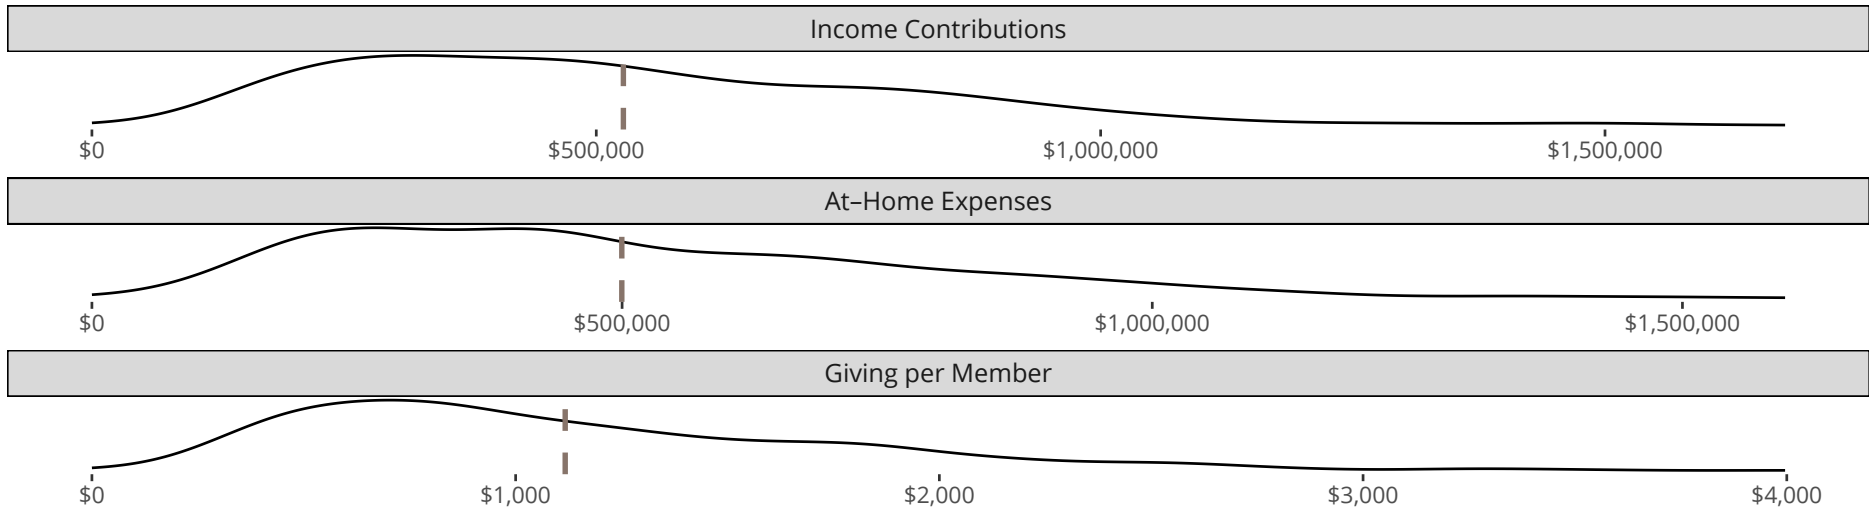 Income Contributions
$0 $500,000 $1,000,000 $1,500,000
At–Home Expenses
$0 $500,000 $1,000,000 $1,500,000
Giving per Member
$0 $1,000 $2,000 $3,000 $4,000